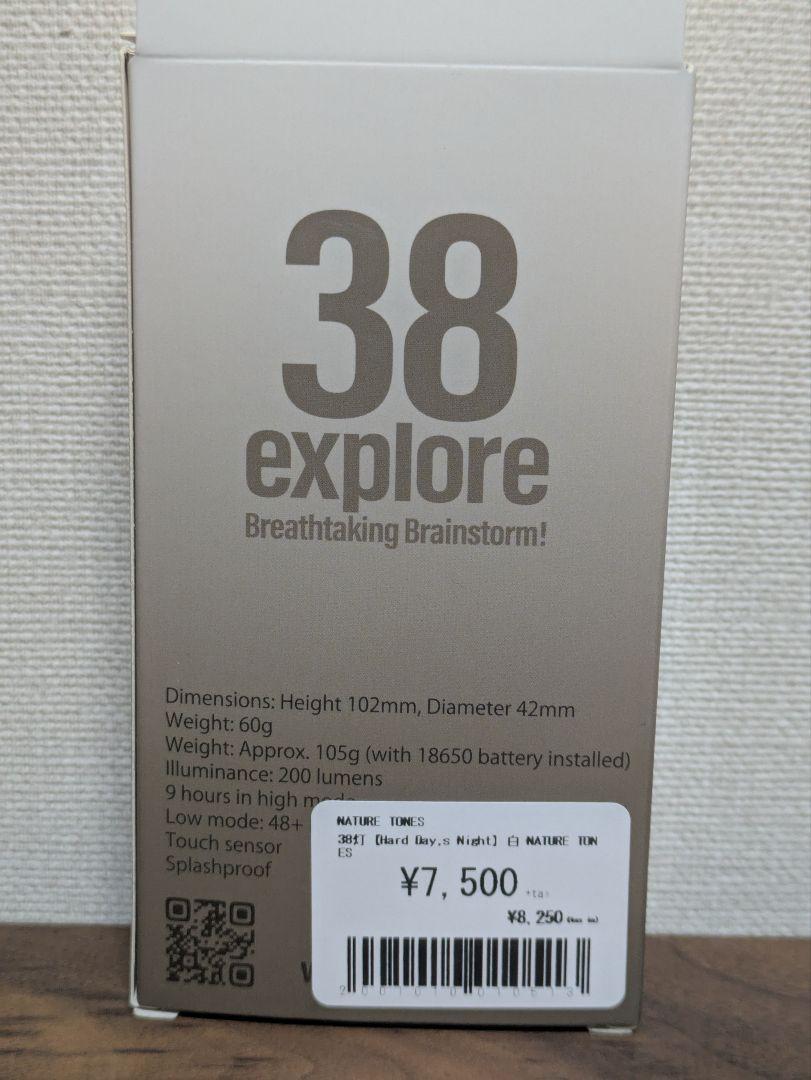 38
explore
Breathtaking Brainstorm!
Dimensions: Height 102mm, Diameter 42mm
Weight: 60g
Weight: Approx. 105g (with 18650 battery installed)
Illuminance: 200 lumens
9 hours in high mode
Low mode: 48+
Touch sensor
Splashproof
NATURE TONES
38灯 【Hard Day,s Night】 白 NATURE TON
ES
¥7,500
¥8,250